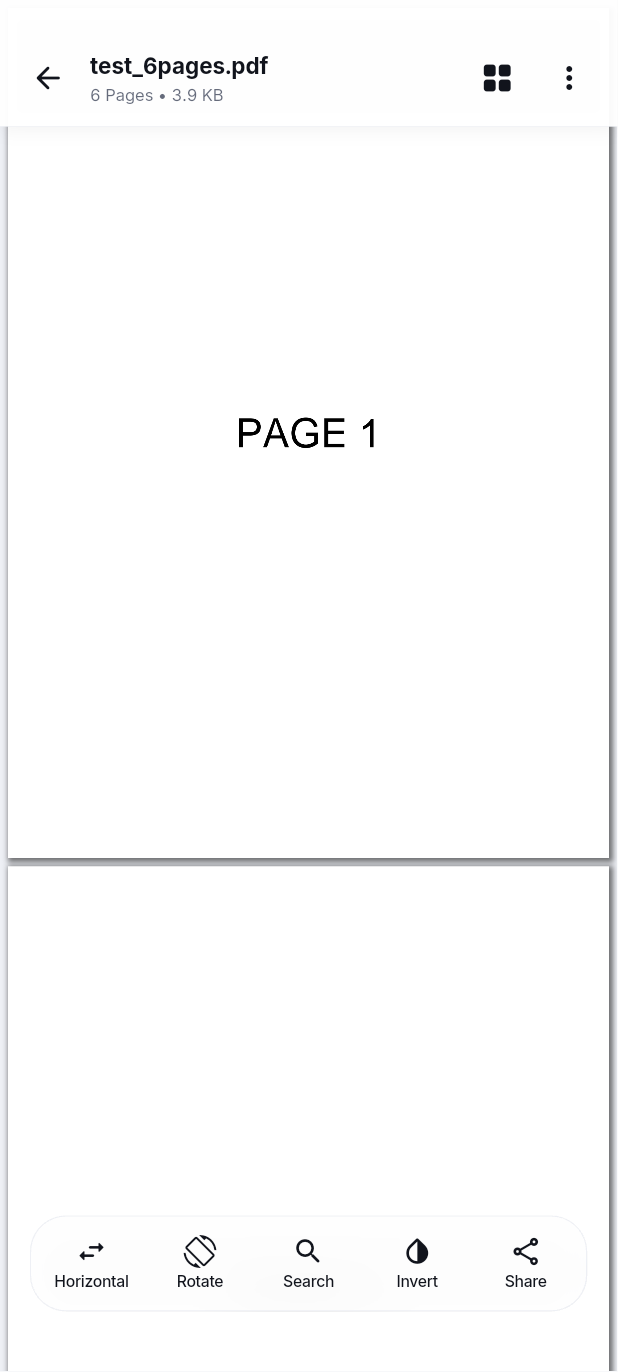 test_6pages.pdf
6 Pages • 3.9 KB
PAGE 1
Horizontal
Rotate
Search
Invert
Share